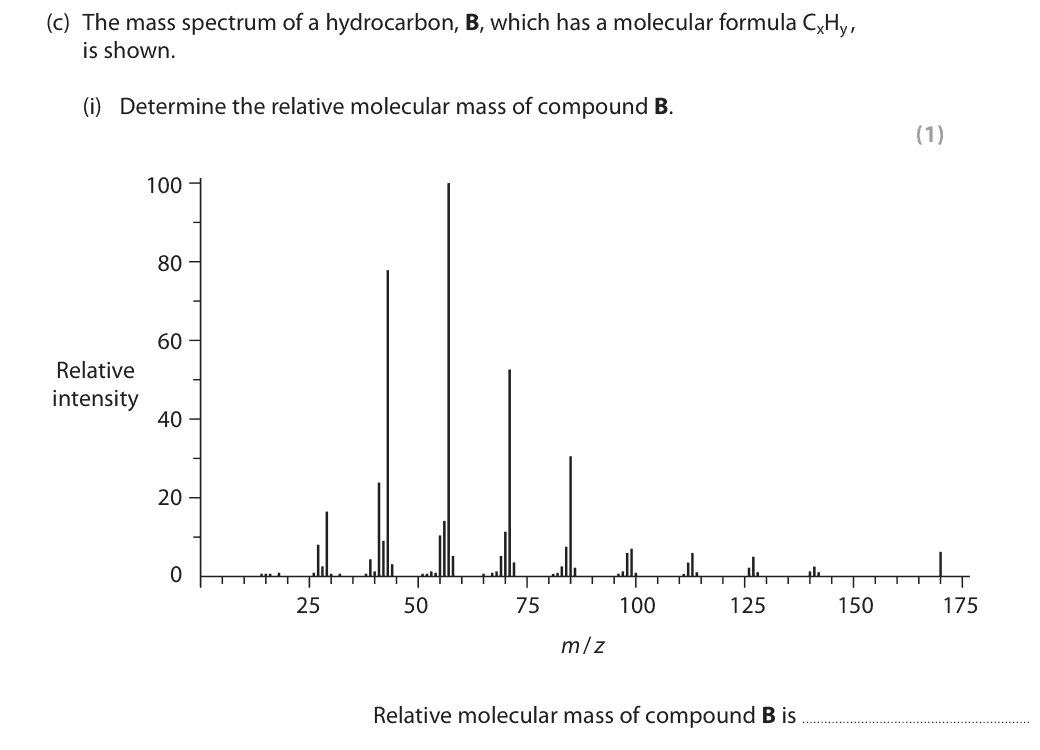 (c) The mass spectrum of a hydrocarbon, B, which has a molecular formula CₓHᵧ,
is shown.
(i) Determine the relative molecular mass of compound B.
(1)
100
80
60
Relative
intensity
40
20
0
25 50 75 100 125 150 175
m/z
Relative molecular mass of compound B is ........................................................